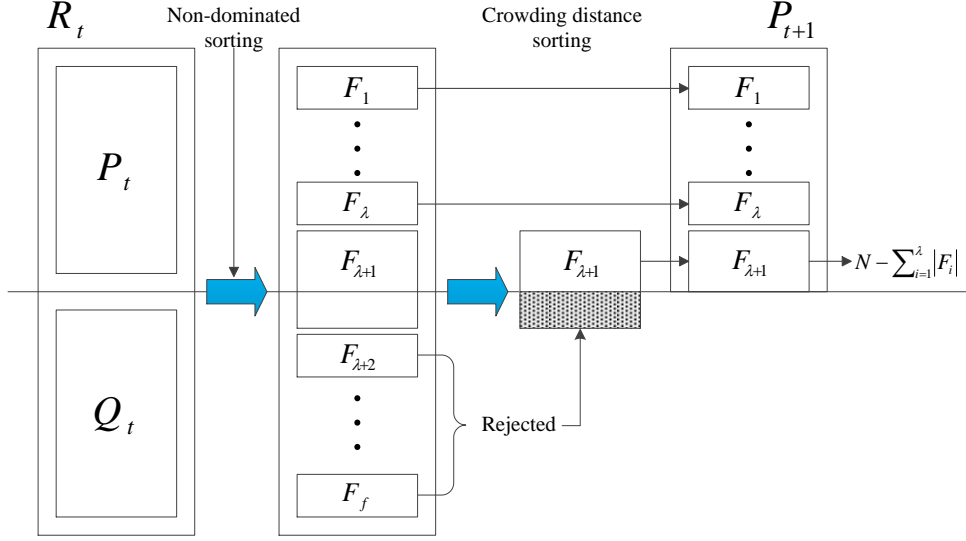 R_t
Non-dominated
sorting
Crowding distance
sorting
P_{t+1}
P_t
Q_t
F_1
F_λ
F_{λ+1}
F_{λ+2}
F_f
F_{λ+1}
Rejected
F_1
F_λ
F_{λ+1}
N − ∑_{i=1}^{λ}|F_i|